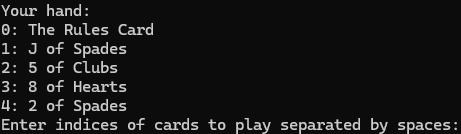 Your hand:
0: The Rules Card
1: J of Spades
2: 5 of Clubs
3: 8 of Hearts
4: 2 of Spades
Enter indices of cards to play separated by spaces: